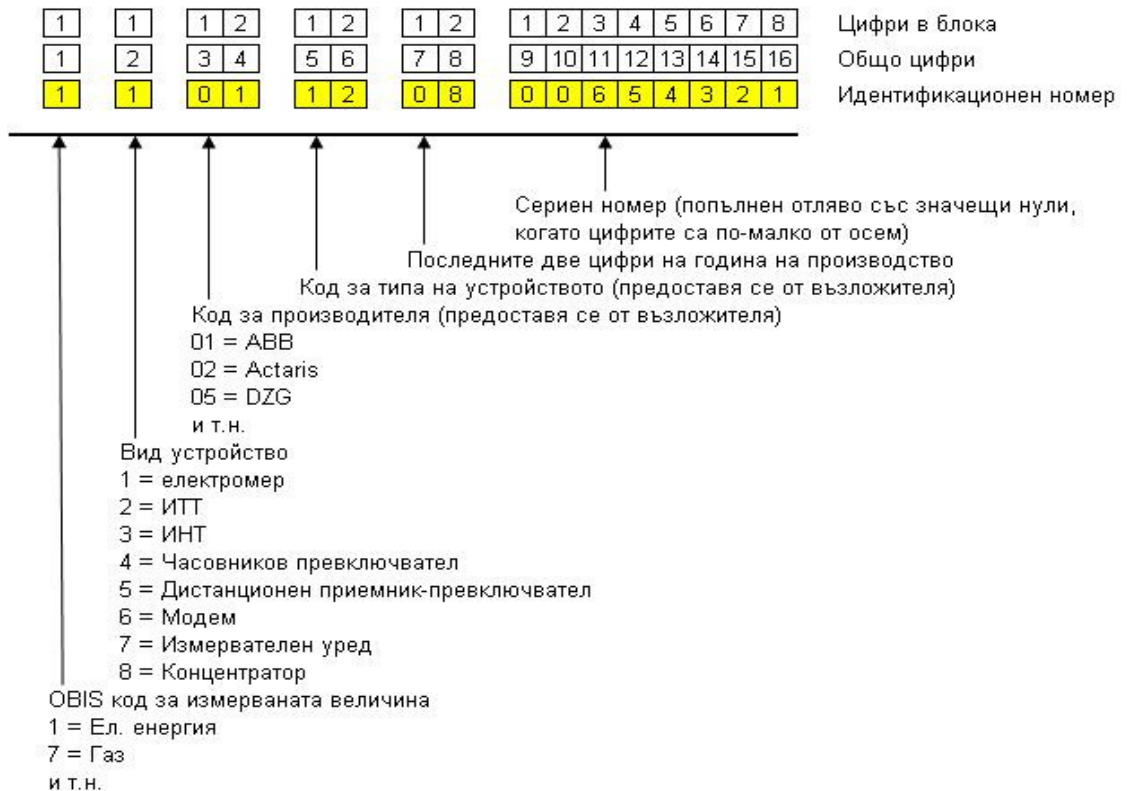 1 1 1 2 1 2 1 2 1 2 3 4 5 6 7 8 Цифри в блока
1 2 3 4 5 6 7 8 9 10 11 12 13 14 15 16 Общо цифри
1 1 0 1 1 2 0 8 0 0 6 5 4 3 2 1 Идентификационен номер
Сериен номер (попълнен отляво със значещи нули,
когато цифрите са по-малко от осем)
Последните две цифри на година на производство
Код за типа на устройството (предоставя се от възложителя)
Код за производителя (предоставя се от възложителя)
01 = ABB
02 = Actaris
05 = DZG
и т.н.
Вид устройство
1 = електромер
2 = ИТТ
3 = ИНТ
4 = Часовников превключвател
5 = Дистанционен приемник-превключвател
6 = Модем
7 = Измервателен уред
8 = Концентратор
OBIS код за измерваната величина
1 = Ел. енергия
7 = Газ
и т.н.